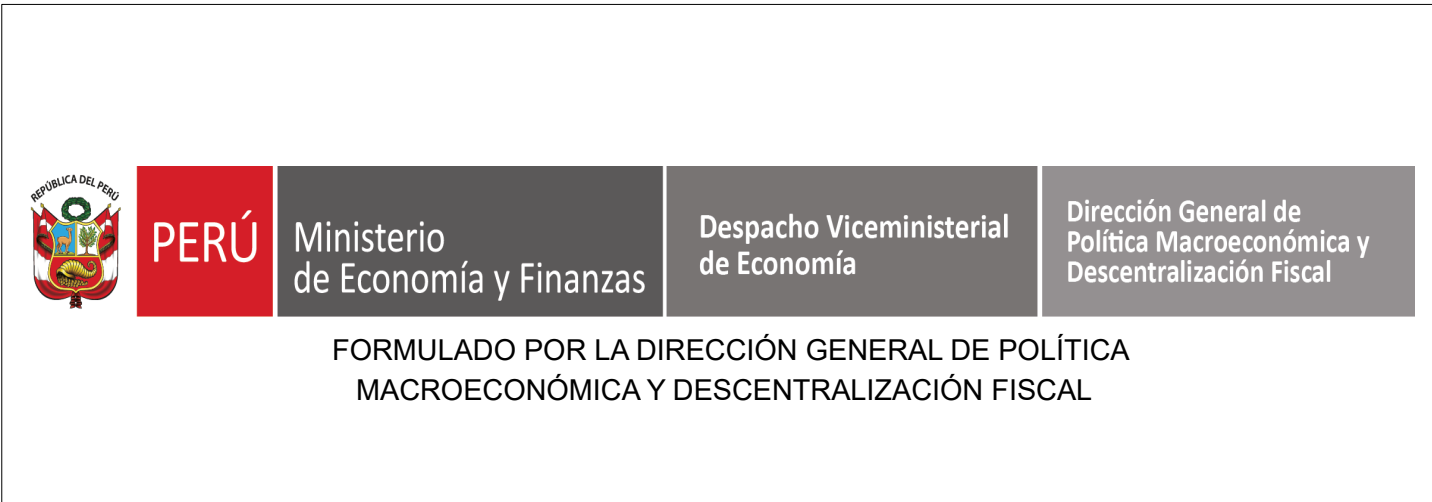 REPÚBLICA DEL PERÚ
PERÚ
Ministerio
de Economía y Finanzas
Despacho Viceministerial
de Economía
Dirección General de
Política Macroeconómica y
Descentralización Fiscal
FORMULADO POR LA DIRECCIÓN GENERAL DE POLÍTICA
MACROECONÓMICA Y DESCENTRALIZACIÓN FISCAL